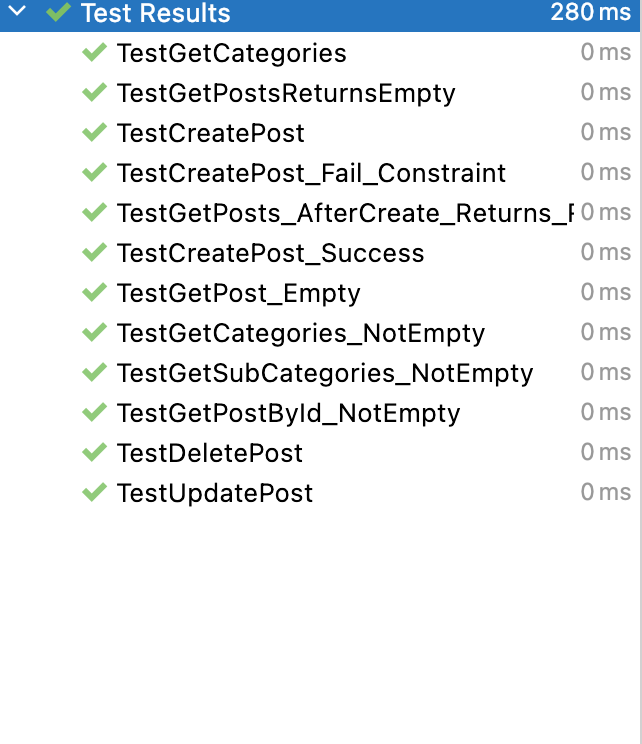 Test Results 280 ms
TestGetCategories 0 ms
TestGetPostsReturnsEmpty 0 ms
TestCreatePost 0 ms
TestCreatePost_Fail_Constraint 0 ms
TestGetPosts_AfterCreate_Returns_ 0 ms
TestCreatePost_Success 0 ms
TestGetPost_Empty 0 ms
TestGetCategories_NotEmpty 0 ms
TestGetSubCategories_NotEmpty 0 ms
TestGetPostById_NotEmpty 0 ms
TestDeletePost 0 ms
TestUpdatePost 0 ms